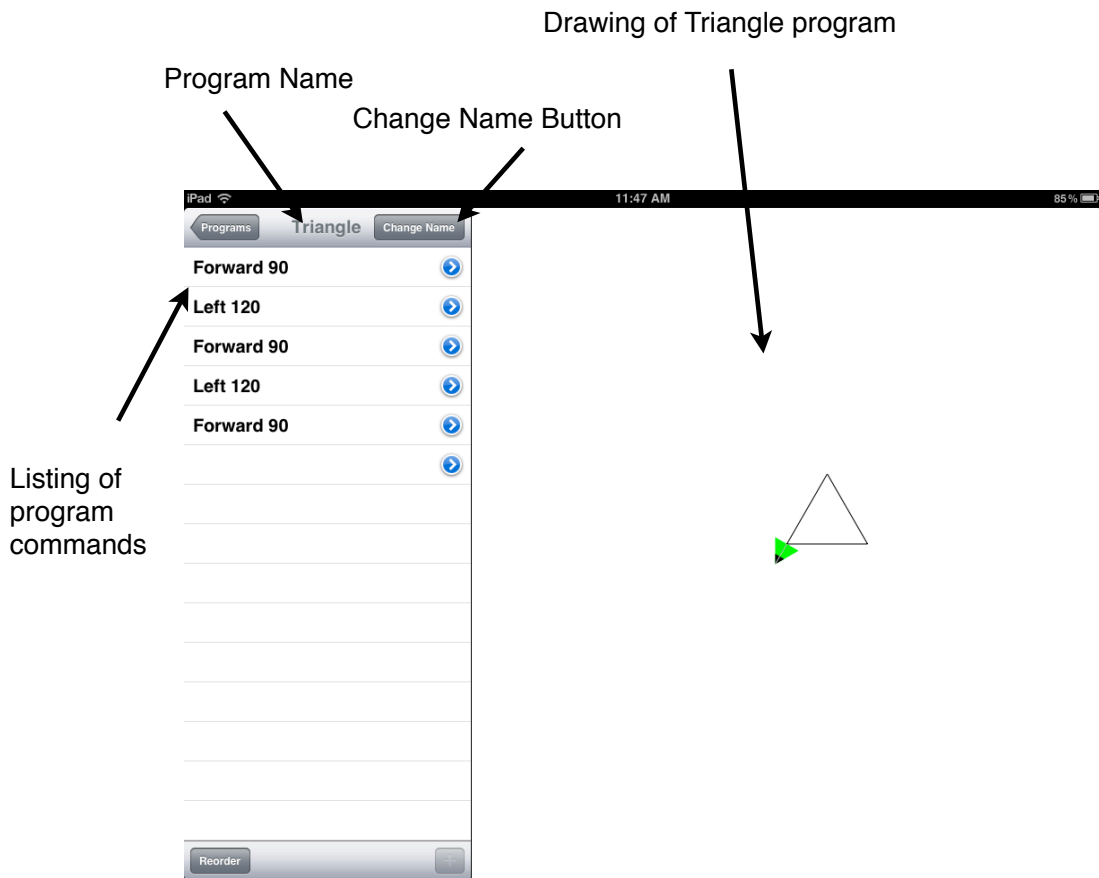 Drawing of Triangle program
Program Name
Change Name Button
iPad
11:47 AM
85%
Programs
Triangle
Change Name
Forward 90
Left 120
Forward 90
Left 120
Forward 90
Listing of
program
commands
Reorder
+